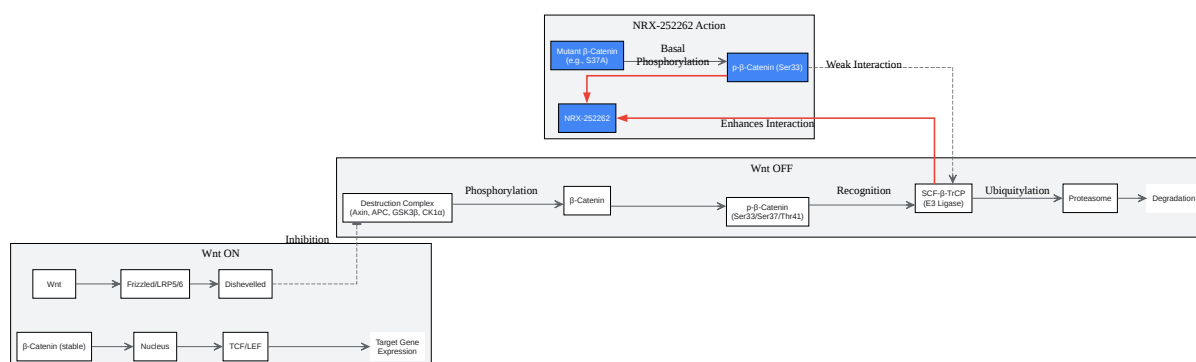 NRX-252262 Action
Mutant β-Catenin
(e.g., S37A)
Basal
Phosphorylation
p-β-Catenin (Ser33)
Weak Interaction
NRX-252262
Enhances Interaction
Wnt OFF
Destruction Complex
(Axin, APC, GSK3β, CK1α)
Phosphorylation
β-Catenin
p-β-Catenin
(Ser33/Ser37/Thr41)
Recognition
SCF-β-TrCP
(E3 Ligase)
Ubiquitylation
Proteasome
Degradation
Inhibition
Wnt ON
Wnt
Frizzled/LRP5/6
Dishevelled
β-Catenin (stable)
Nucleus
TCF/LEF
Target Gene
Expression